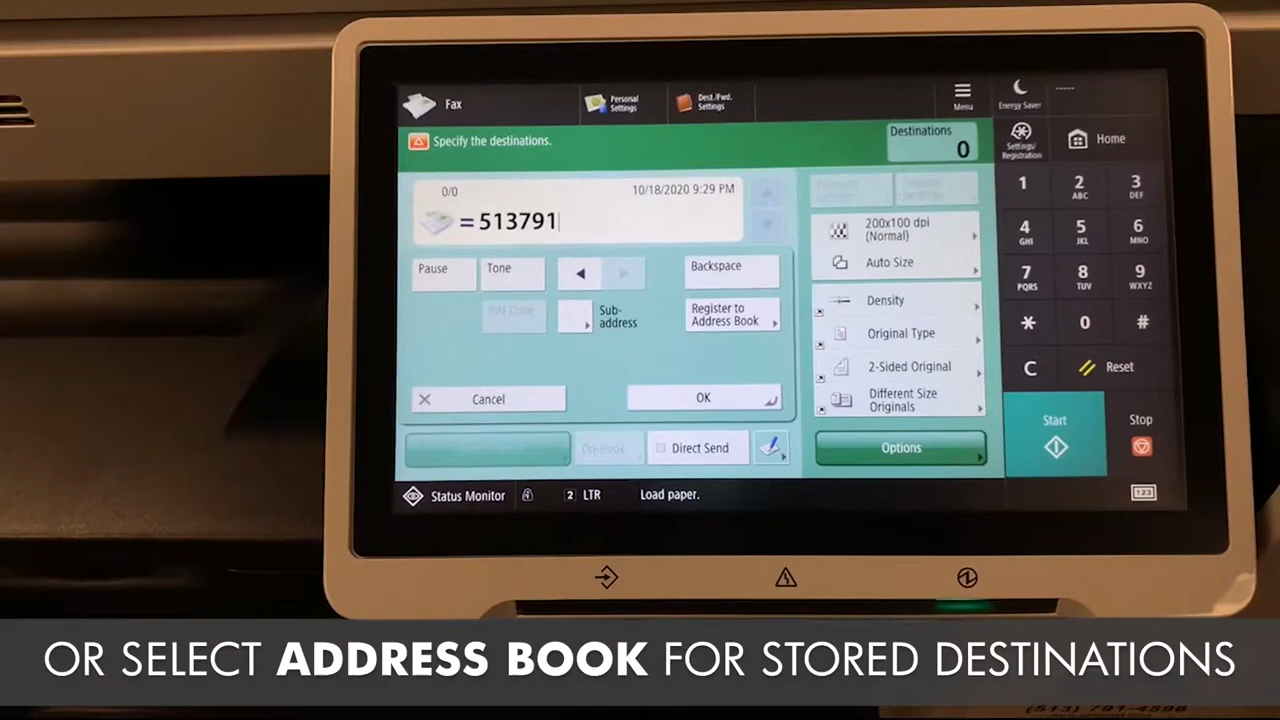 Fax
Personal
Settings
Dest./Fwd.
Settings
Menu
Energy Saver
-----
Specify the destinations.
Destinations
0
Settings/
Registration
Home
0/0
10/18/2020 9:29 PM
=513791
Pause
Tone
Backspace
PIN Code
Sub-
address
Register to
Address Book
Cancel
OK
On-Hook
Direct Send
200x100 dpi
(Normal)
Auto Size
Density
Original Type
2-Sided Original
Different Size
Originals
Options
1
2
ABC
3
DEF
4
GHI
5
JKL
6
MNO
7
PQRS
8
TUV
9
WXYZ
*
0
#
C
Reset
Start
Stop
Status Monitor
2 LTR
Load paper.
123
OR SELECT ADDRESS BOOK FOR STORED DESTINATIONS
(513) 791-4596